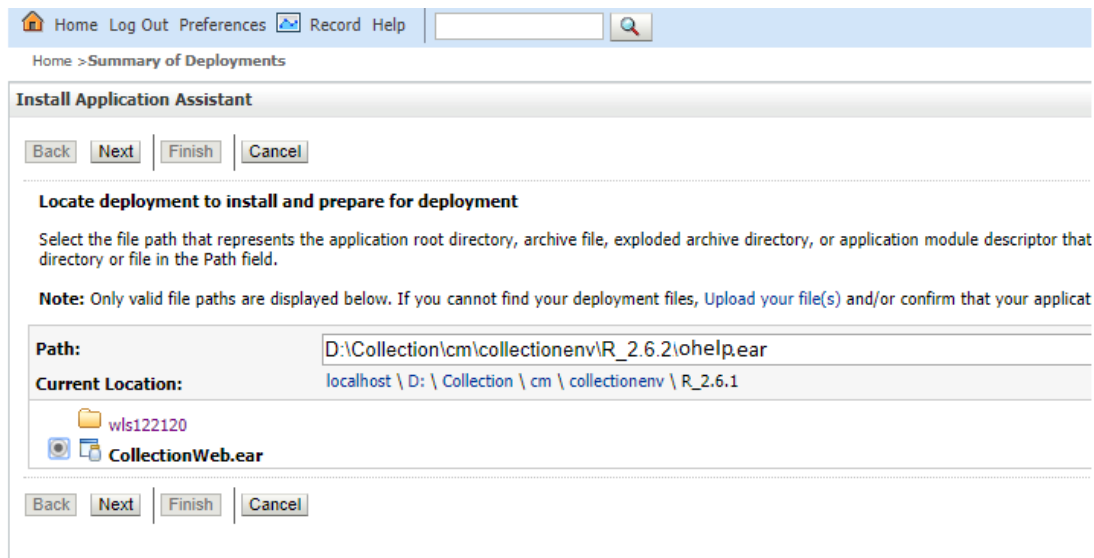 Home Log Out Preferences Record Help
Home >Summary of Deployments
Install Application Assistant
Back Next Finish Cancel
Locate deployment to install and prepare for deployment
Select the file path that represents the application root directory, archive file, exploded archive directory, or application module descriptor that
directory or file in the Path field.
Note: Only valid file paths are displayed below. If you cannot find your deployment files, Upload your file(s) and/or confirm that your applicat
Path: D:\Collection\cm\collectionenv\R_2.6.2\ohelp.ear
Current Location: localhost \ D: \ Collection \ cm \ collectionenv \ R_2.6.1
wls122120
CollectionWeb.ear
Back Next Finish Cancel